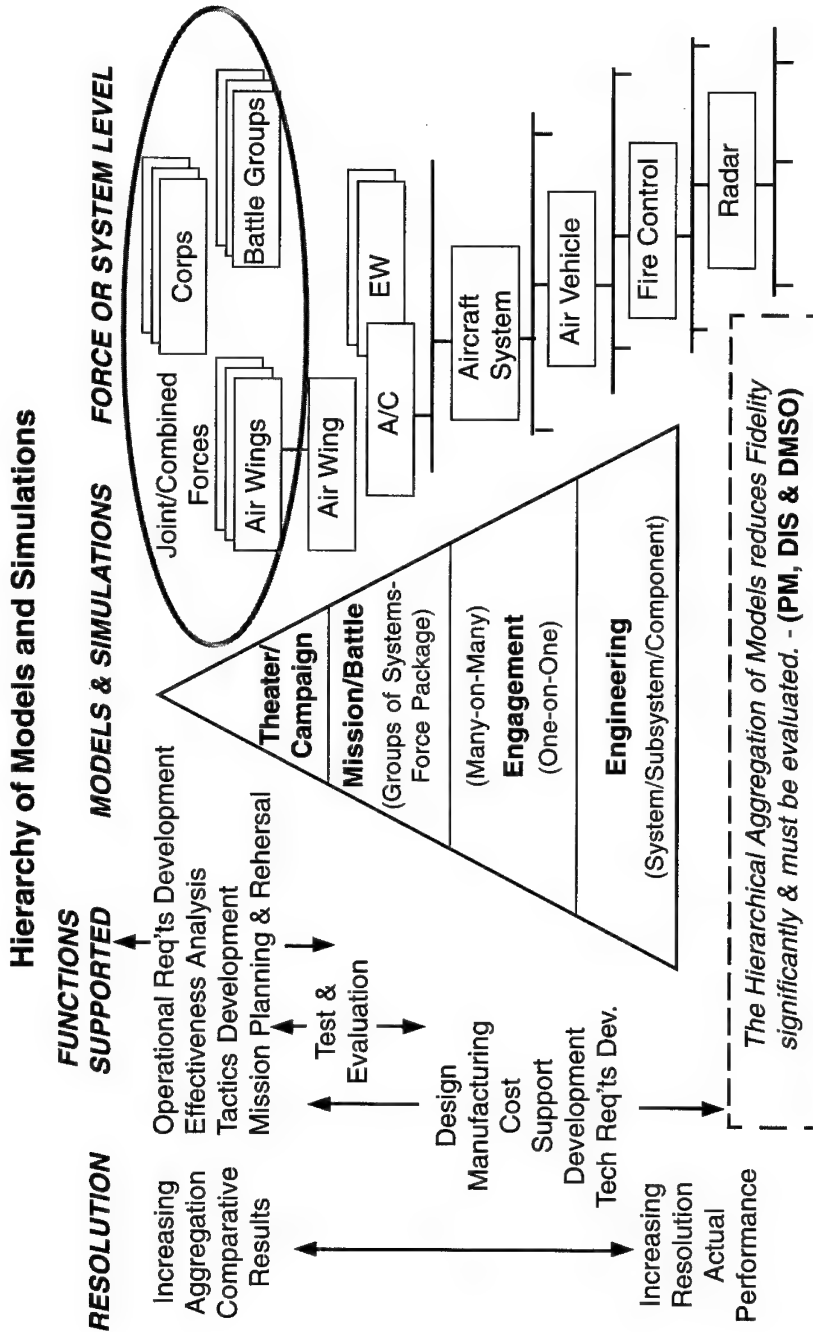 Hierarchy of Models and Simulations
RESOLUTION
Increasing
Aggregation
Comparative
Results
Increasing
Resolution
Actual
Performance
FUNCTIONS
SUPPORTED
Operational Req'ts Development
Effectiveness Analysis
Tactics Development
Mission Planning & Rehersal
Test &
Evaluation
Design
Manufacturing
Cost
Support
Development
Tech Req'ts Dev.
MODELS & SIMULATIONS
Theater/
Campaign
Mission/Battle
(Groups of Systems-
Force Package)
(Many-on-Many)
Engagement
(One-on-One)
Engineering
(System/Subsystem/Component)
FORCE OR SYSTEM LEVEL
Joint/Combined
Forces
Corps
Air Wings
Battle Groups
Air Wing
A/C
EW
Aircraft
System
Air Vehicle
Fire Control
Radar
The Hierarchical Aggregation of Models reduces Fidelity
significantly & must be evaluated. - (PM, DIS & DMSO)